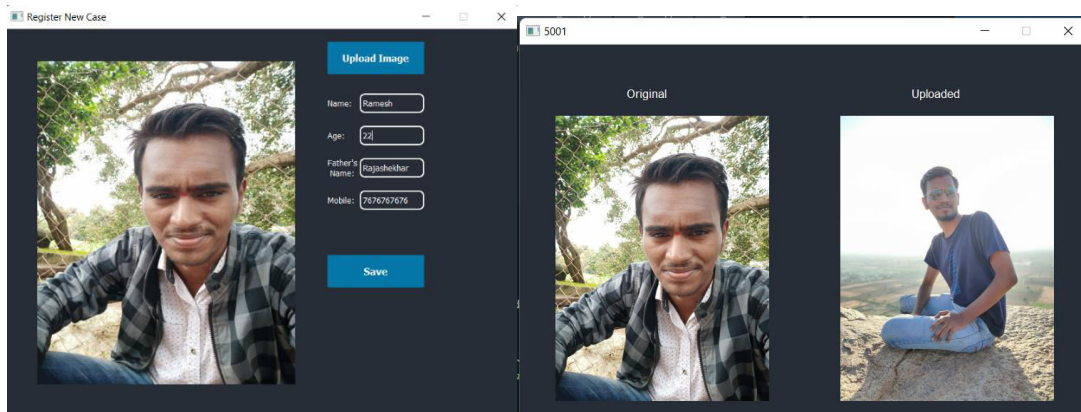 Register New Case
Upload Image
Name: Ramesh
Age: 22
Father's
Name: Rajashekhar
Mobile: 7676767676
Save
5001
Original Uploaded